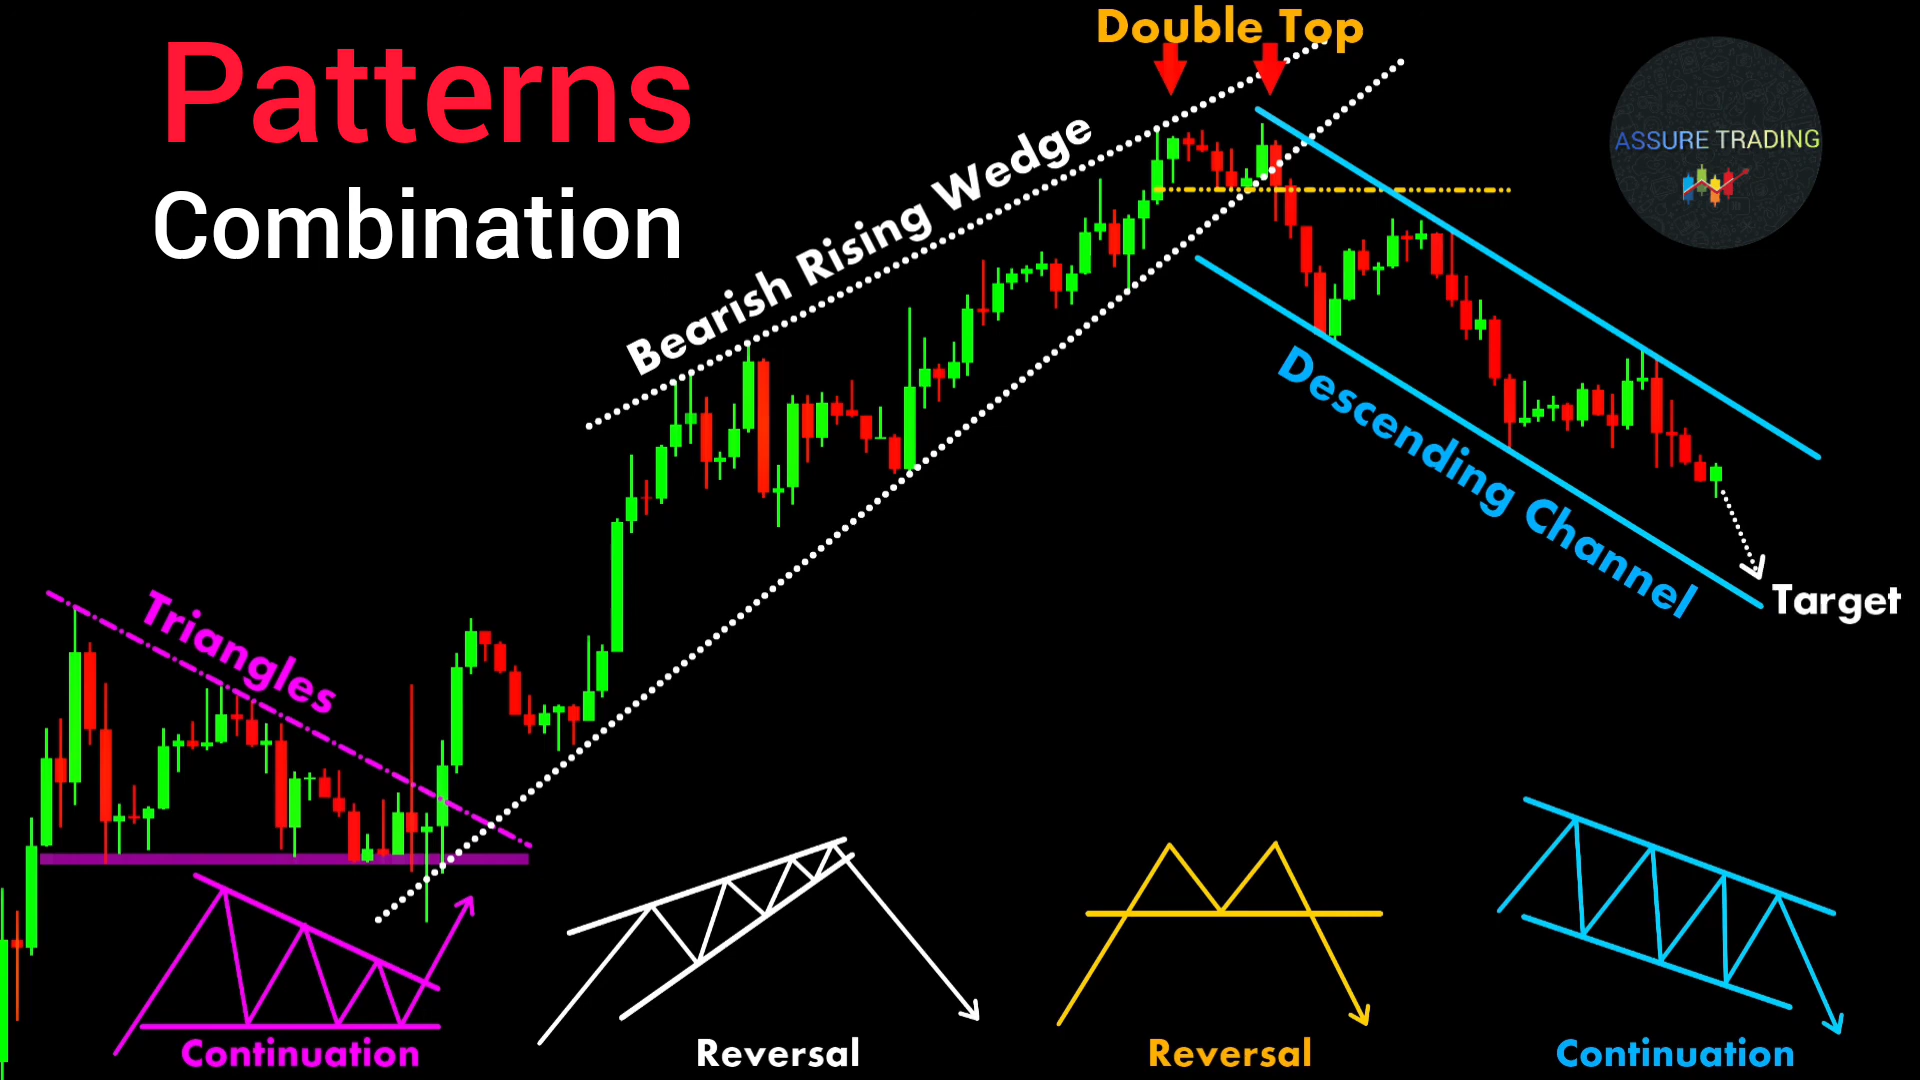 Patterns
Combination
Double Top
ASSURE TRADING
Bearish Rising Wedge
Descending Channel
Target
Triangles
Continuation
Reversal
Reversal
Continuation